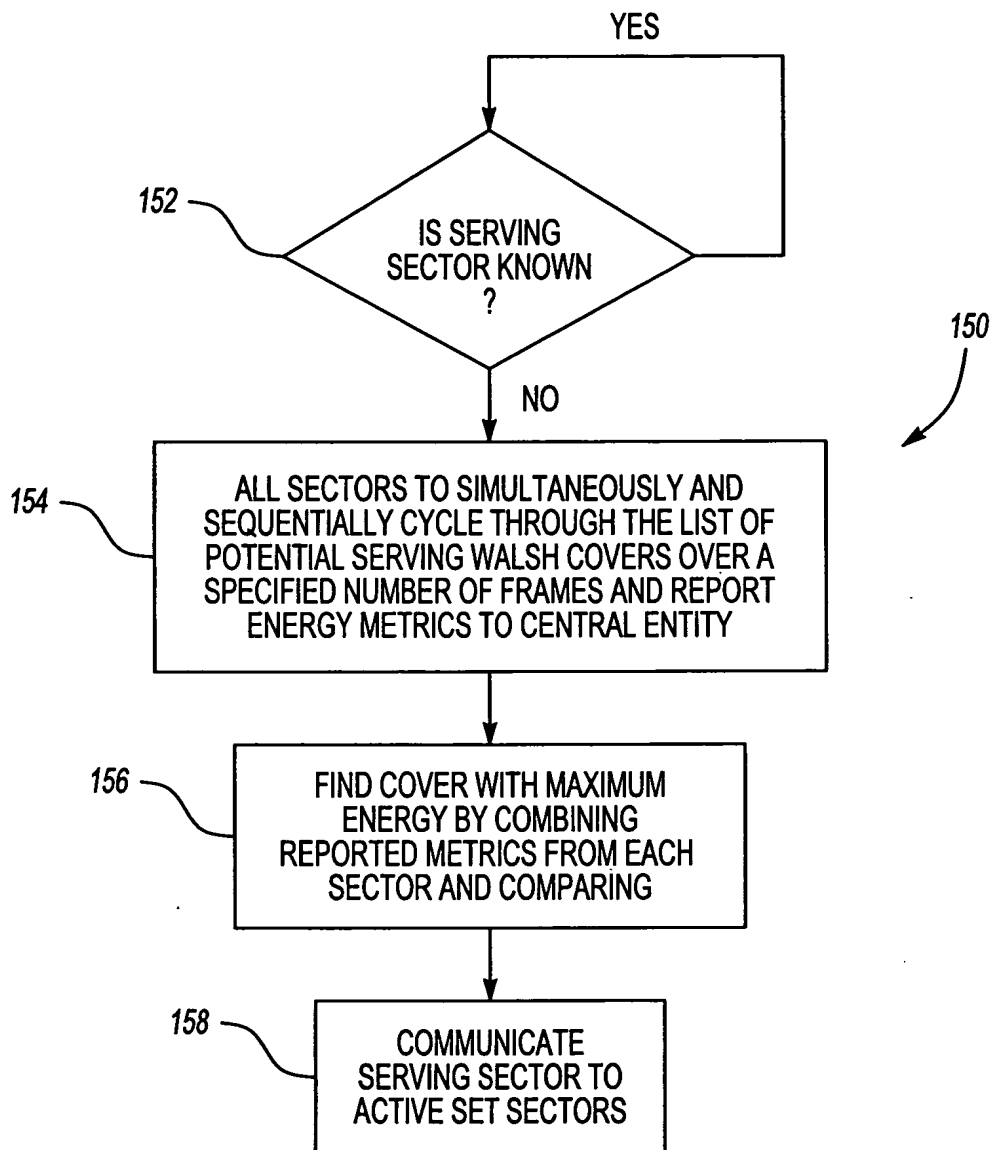 YES
152
IS SERVING
SECTOR KNOWN
?
150
NO
154
ALL SECTORS TO SIMULTANEOUSLY AND
SEQUENTIALLY CYCLE THROUGH THE LIST OF
POTENTIAL SERVING WALSH COVERS OVER A
SPECIFIED NUMBER OF FRAMES AND REPORT
ENERGY METRICS TO CENTRAL ENTITY
156
FIND COVER WITH MAXIMUM
ENERGY BY COMBINING
REPORTED METRICS FROM EACH
SECTOR AND COMPARING
158
COMMUNICATE
SERVING SECTOR TO
ACTIVE SET SECTORS